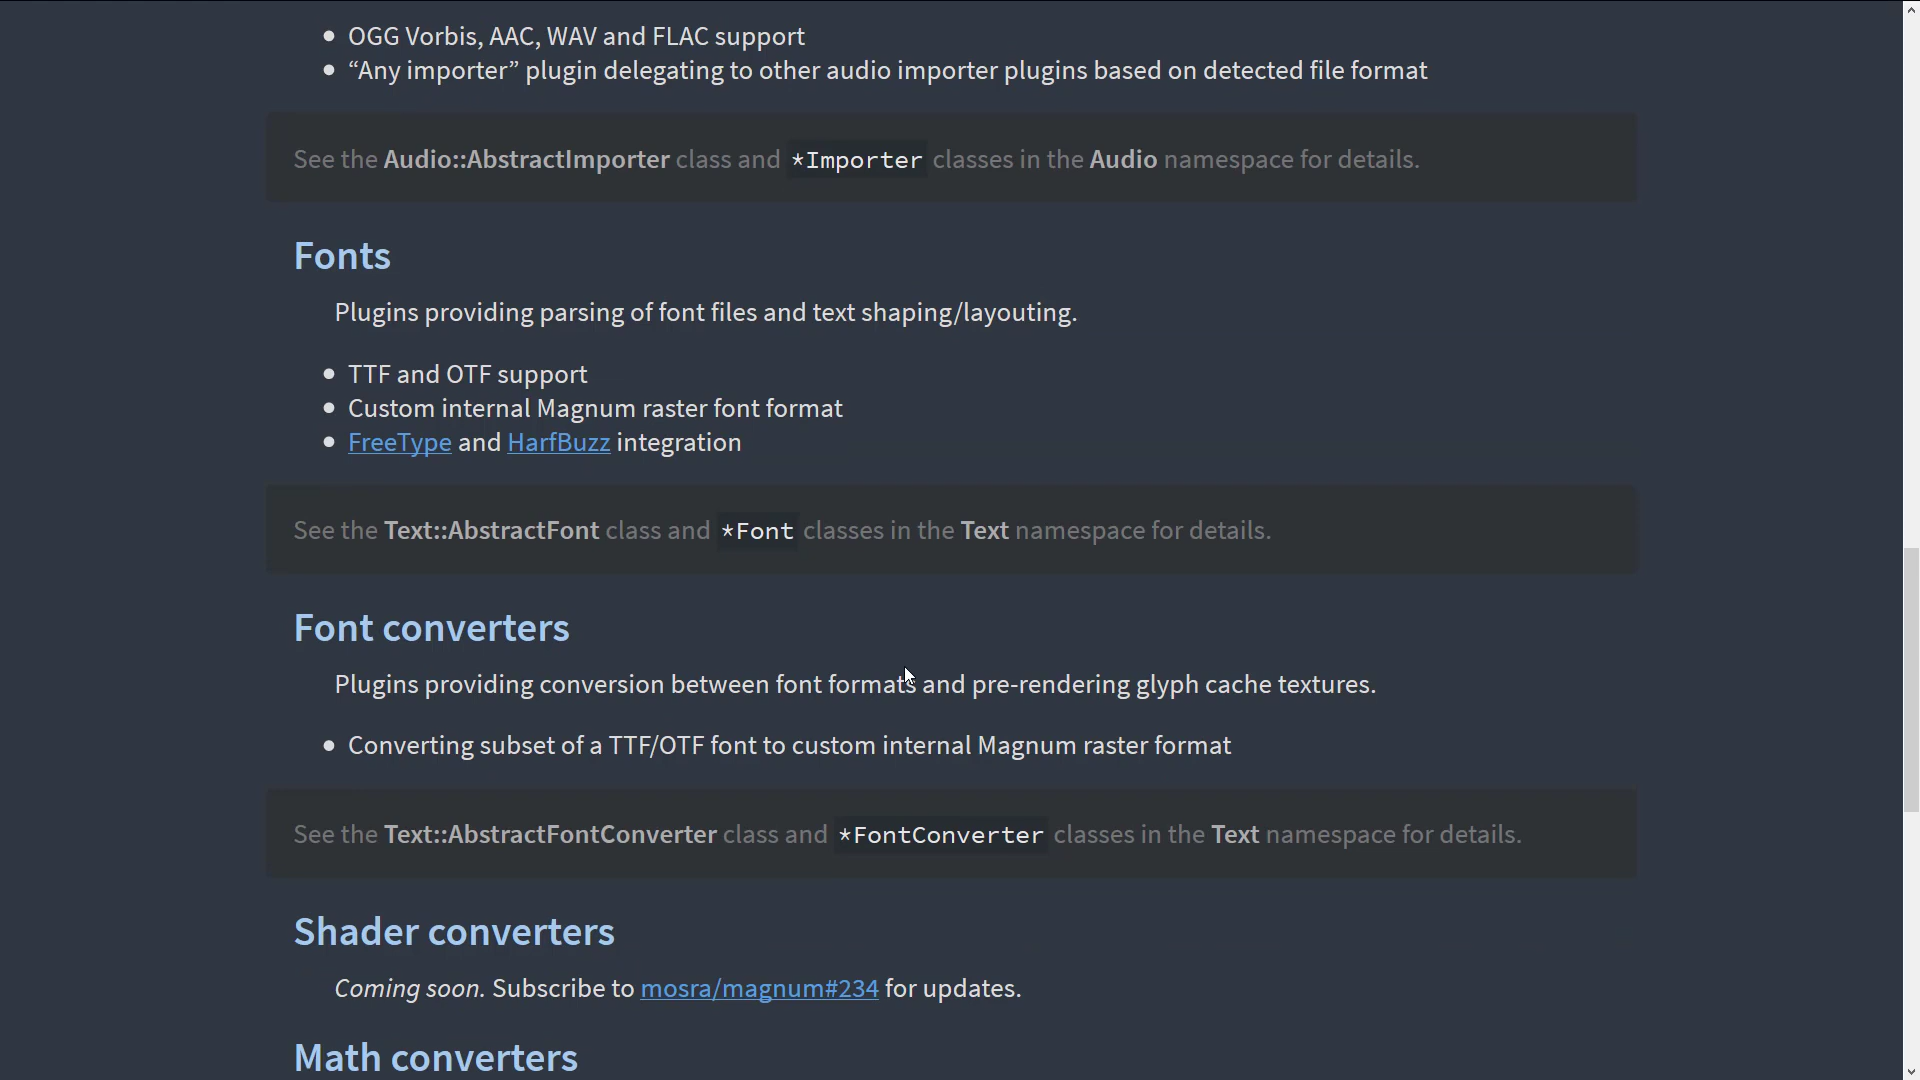 OGG Vorbis, AAC, WAV and FLAC support
“Any importer” plugin delegating to other audio importer plugins based on detected file format
See the Audio::AbstractImporter class and *Importer classes in the Audio namespace for details.
Fonts
Plugins providing parsing of font files and text shaping/layouting.
TTF and OTF support
Custom internal Magnum raster font format
FreeType and HarfBuzz integration
See the Text::AbstractFont class and *Font classes in the Text namespace for details.
Font converters
Plugins providing conversion between font formats and pre-rendering glyph cache textures.
Converting subset of a TTF/OTF font to custom internal Magnum raster format
See the Text::AbstractFontConverter class and *FontConverter classes in the Text namespace for details.
Shader converters
Coming soon. Subscribe to mosra/magnum#234 for updates.
Math converters